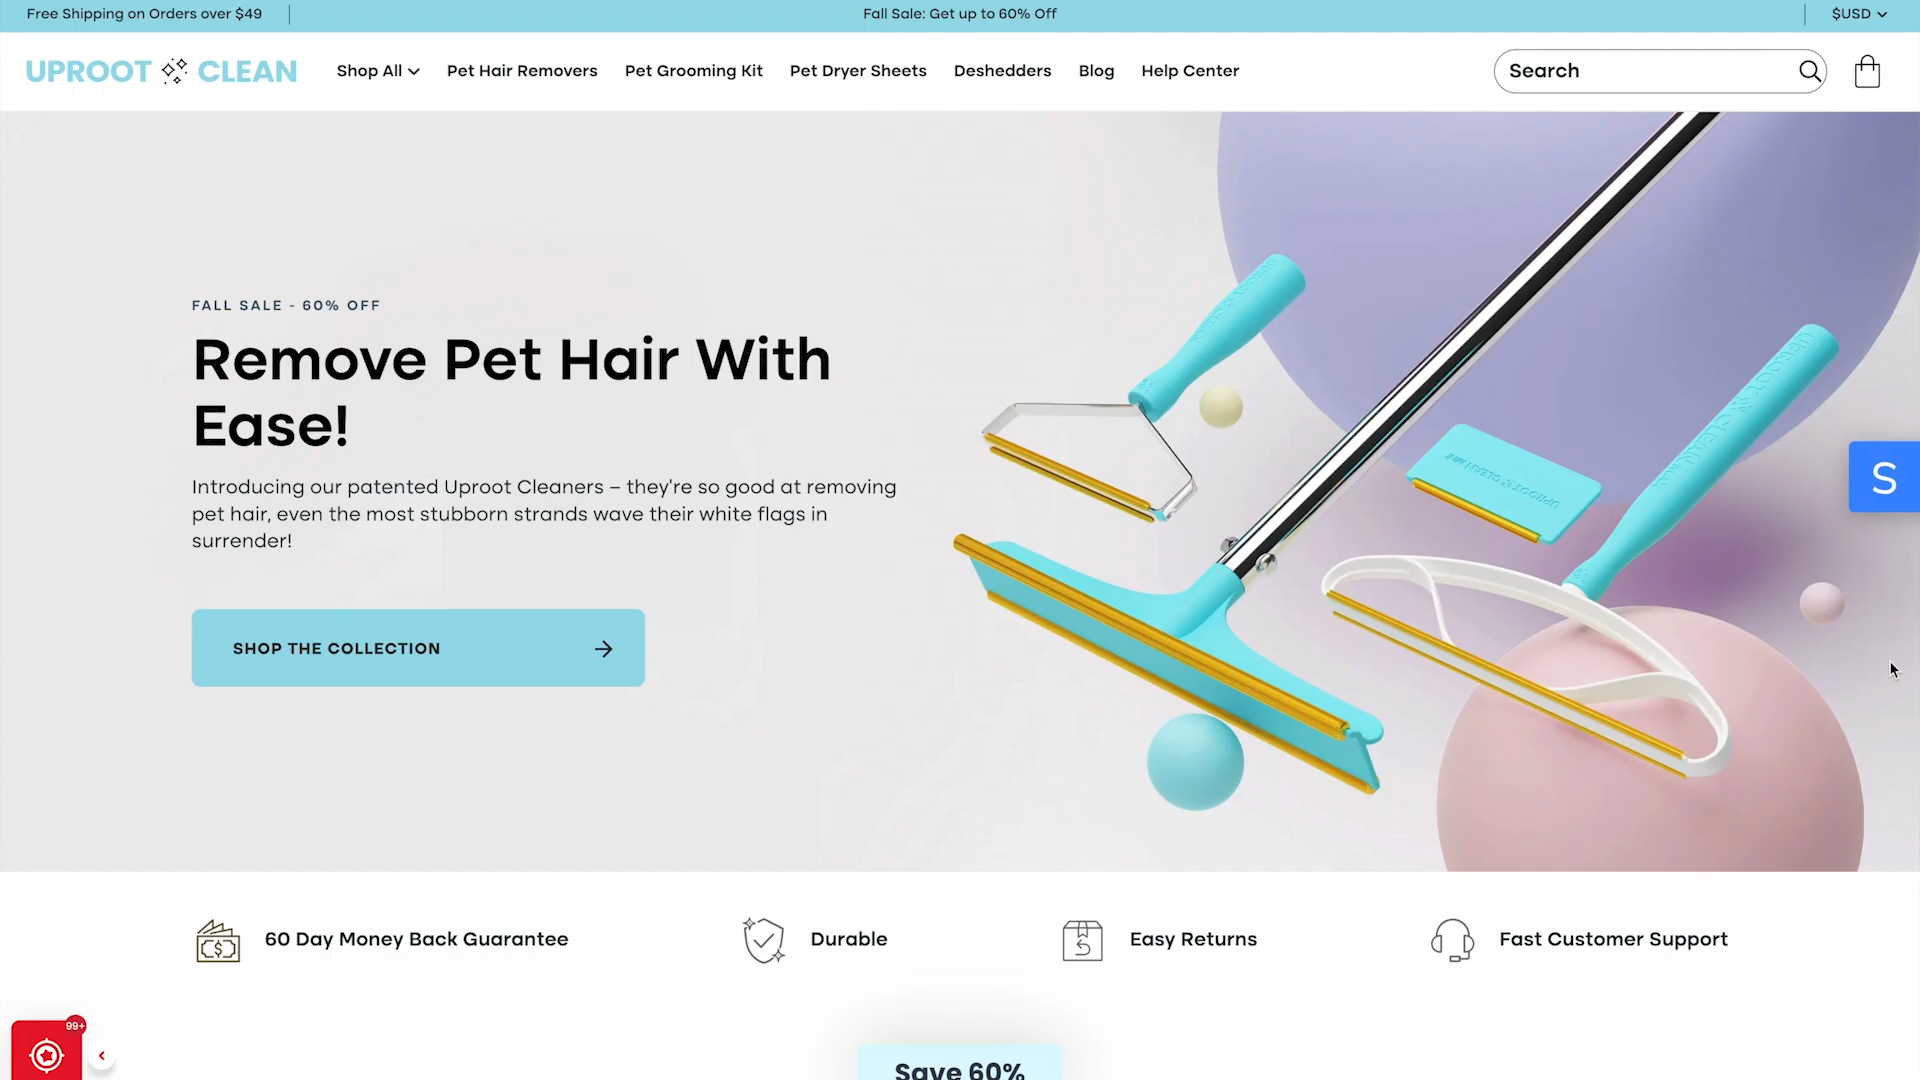 Free Shipping on Orders over $49
Fall Sale: Get up to 60% Off
$USD
UPROOT CLEAN
Shop All
Pet Hair Removers
Pet Grooming Kit
Pet Dryer Sheets
Deshedders
Blog
Help Center
Search
FALL SALE - 60% OFF
Remove Pet Hair With
Ease!
Introducing our patented Uproot Cleaners – they're so good at removing
pet hair, even the most stubborn strands wave their white flags in
surrender!
SHOP THE COLLECTION
UPROOT CLEAN MINI
S
60 Day Money Back Guarantee
Durable
Easy Returns
Fast Customer Support
99+
Save 60%